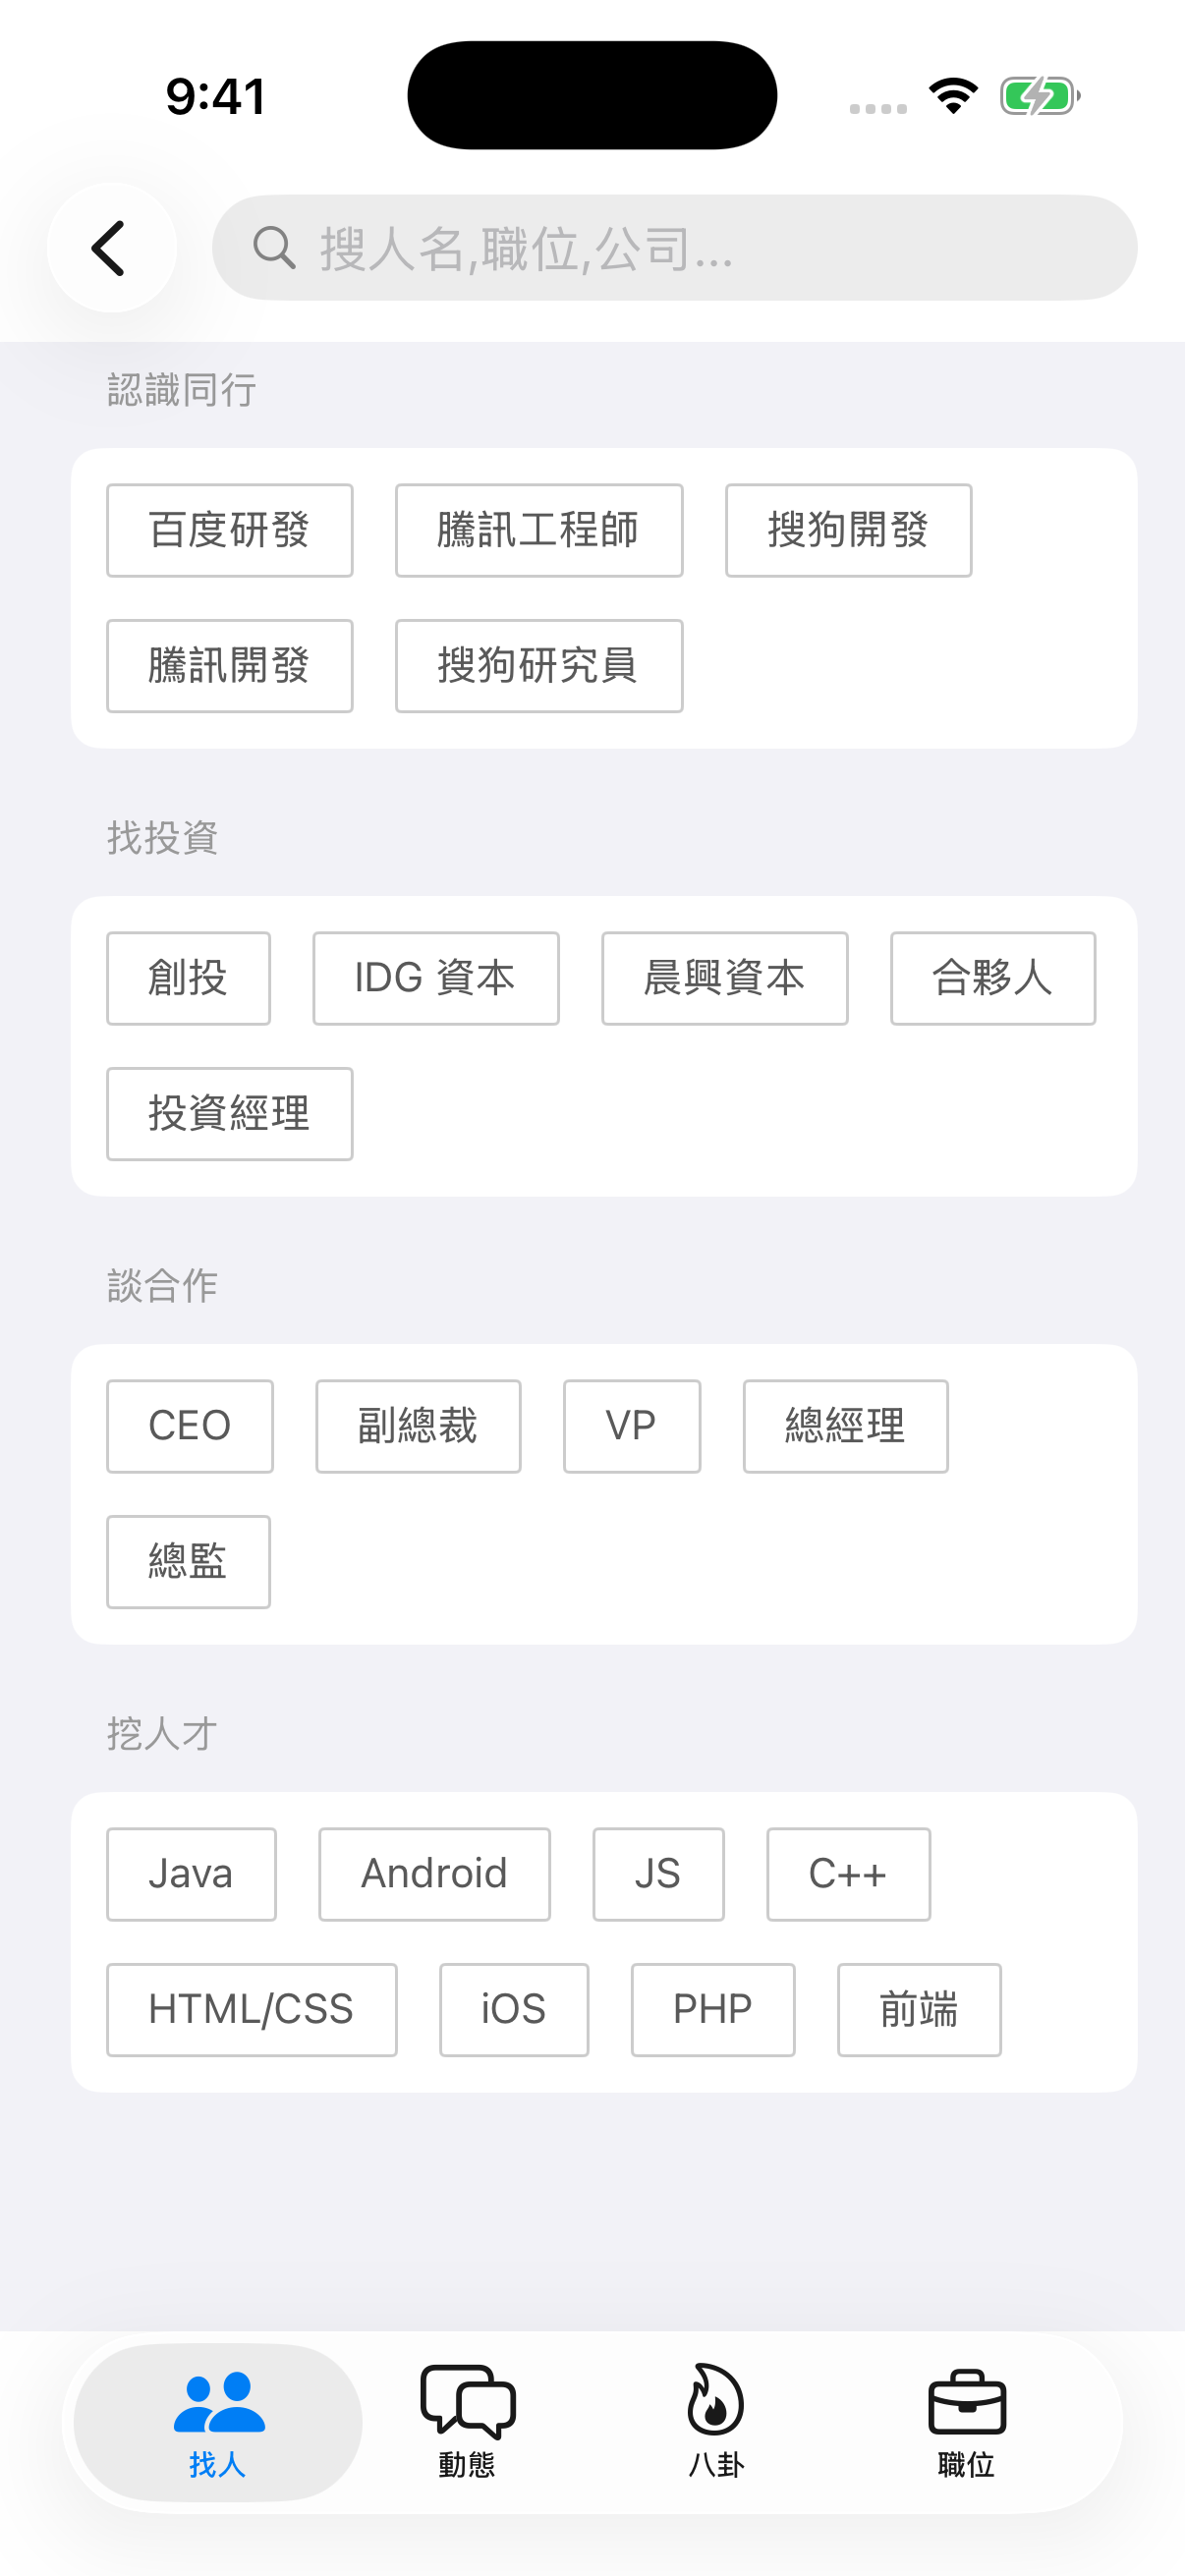 9:41
搜人名,職位,公司...
認識同行
百度研發 騰訊工程師 搜狗開發
騰訊開發 搜狗研究員
找投資
創投 IDG 資本 晨興資本 合夥人
投資經理
談合作
CEO 副總裁 VP 總經理
總監
挖人才
Java Android JS C++
HTML/CSS iOS PHP 前端
找人 動態 八卦 職位